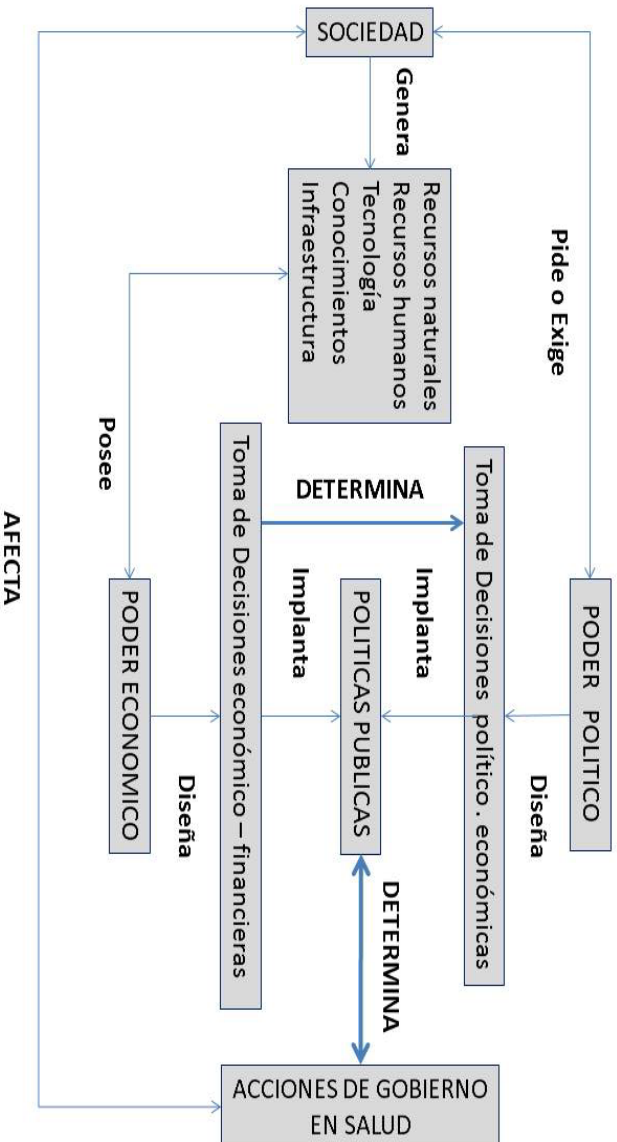 SOCIEDAD
Genera
Recursos naturales
Recursos humanos
Tecnología
Conocimientos
Infraestructura
Pide o Exige
Posee
PODER POLITICO
Diseña
Toma de Decisiones político . económicas
Implanta
DETERMINA
POLITICAS PUBLICAS
Implanta
Toma de Decisiones económico – financieras
Diseña
PODER ECONOMICO
DETERMINA
ACCIONES DE GOBIERNO
EN SALUD
AFECTA